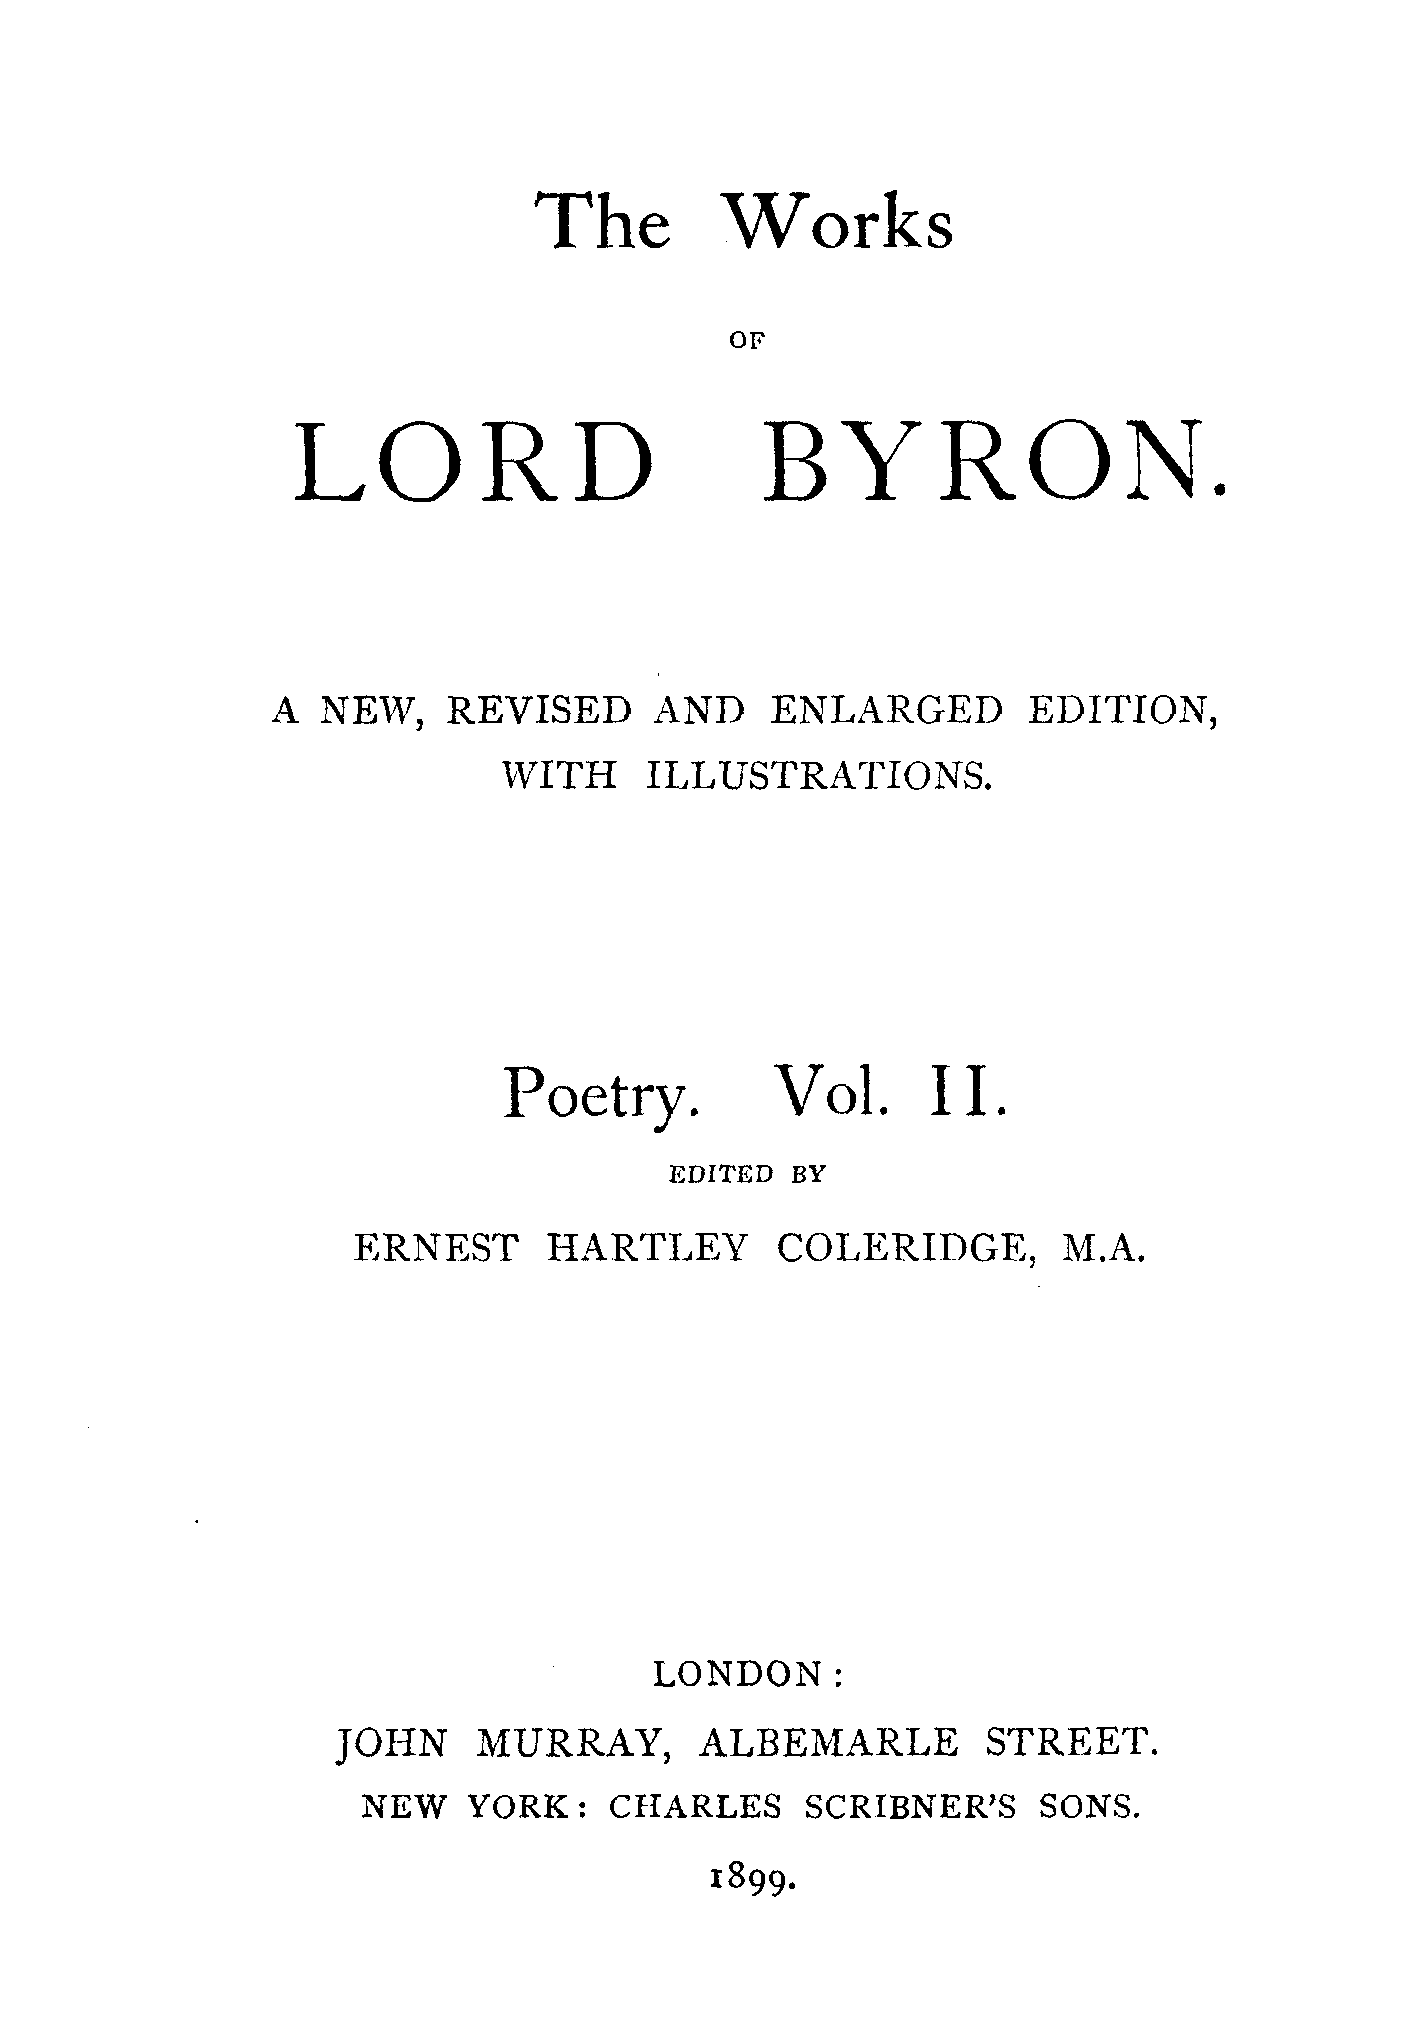 The Works
OF
LORD BYRON.
A NEW, REVISED AND ENLARGED EDITION,
WITH ILLUSTRATIONS.
Poetry. Vol. II.
EDITED BY
ERNEST HARTLEY COLERIDGE, M.A.
LONDON:
JOHN MURRAY, ALBEMARLE STREET.
NEW YORK: CHARLES SCRIBNER'S SONS.
1899.